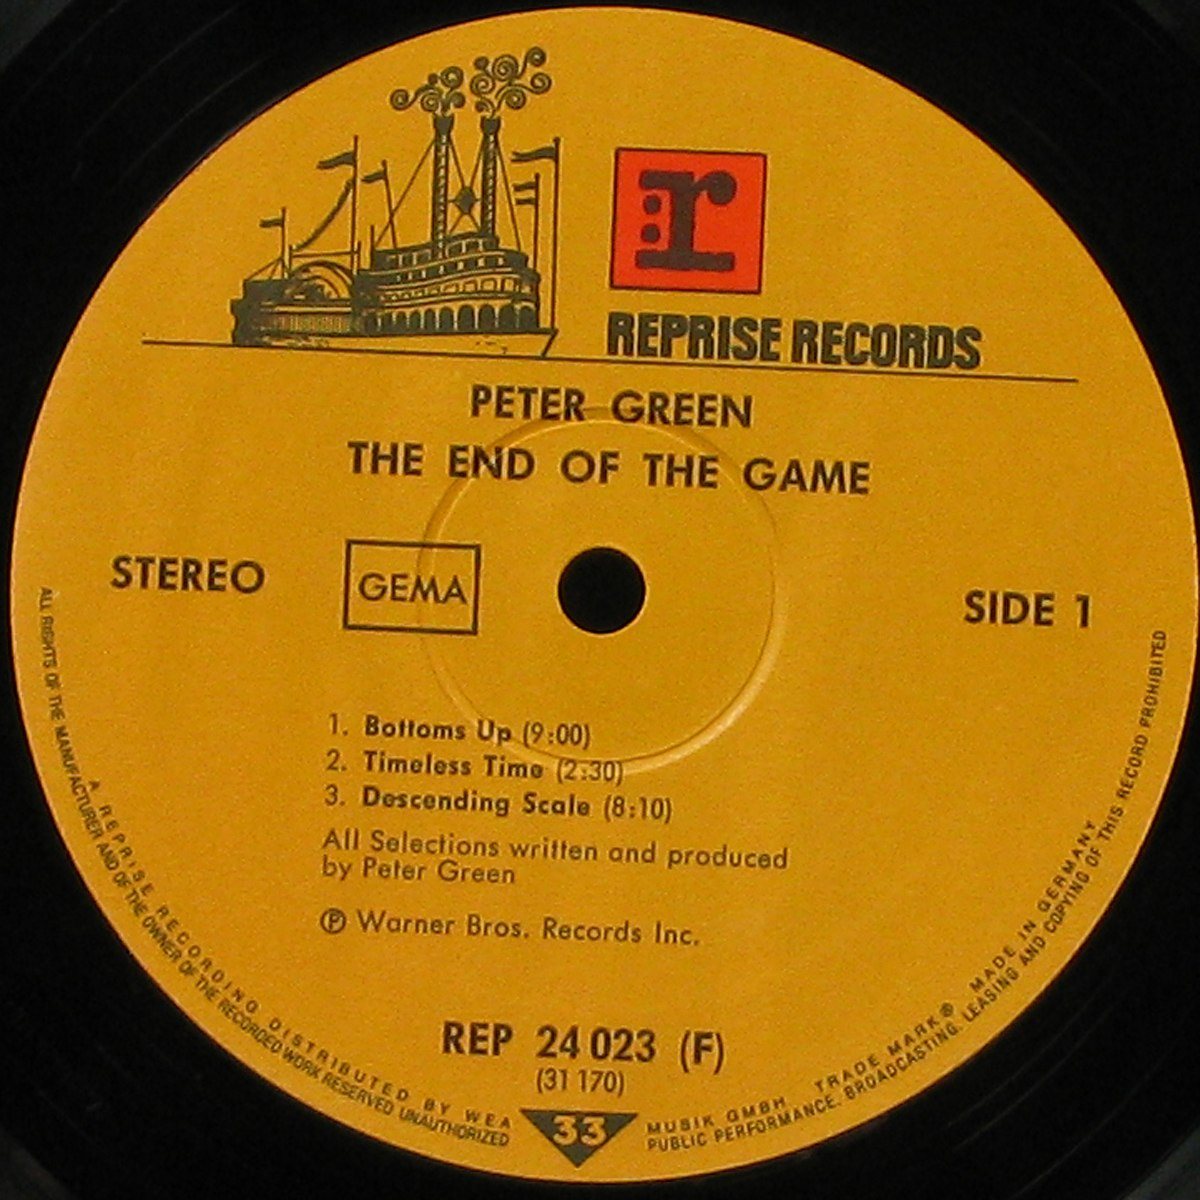 r
REPRISE RECORDS
PETER GREEN
THE END OF THE GAME
STEREO
GEMA
SIDE 1
1. Bottoms Up (9:00)
2. Timeless Time (2:30)
3. Descending Scale (8:10)
All Selections written and produced
by Peter Green
℗ Warner Bros. Records Inc.
REP 24 023 (F)
(31 170)
33
A REPRISE RECORDING DISTRIBUTED BY WEA MUSIK GMBH TRADE MARK® MADE IN GERMANY
ALL RIGHTS OF THE MANUFACTURER AND OF THE OWNER OF THE RECORDED WORK RESERVED UNAUTHORIZED PUBLIC PERFORMANCE, BROADCASTING, LEASING AND COPYING OF THIS RECORD PROHIBITED